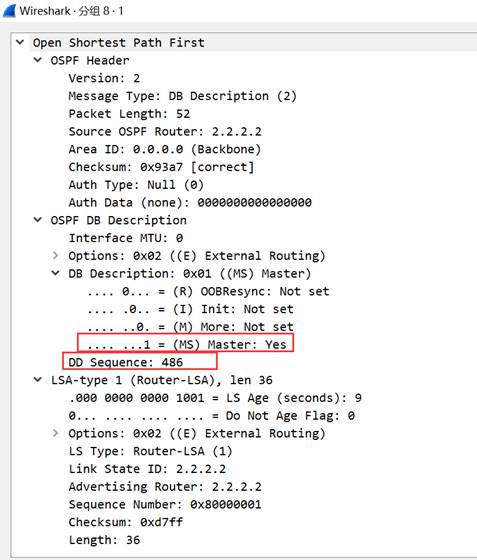 Wireshark · 分组 8 · 1
Open Shortest Path First
OSPF Header
Version: 2
Message Type: DB Description (2)
Packet Length: 52
Source OSPF Router: 2.2.2.2
Area ID: 0.0.0.0 (Backbone)
Checksum: 0x93a7 [correct]
Auth Type: Null (0)
Auth Data (none): 0000000000000000
OSPF DB Description
Interface MTU: 0
Options: 0x02 ((E) External Routing)
DB Description: 0x01 ((MS) Master)
.... 0... = (R) OOBResync: Not set
.... .0.. = (I) Init: Not set
.... ..0. = (M) More: Not set
.... ...1 = (MS) Master: Yes
DD Sequence: 486
LSA-type 1 (Router-LSA), len 36
.000 0000 0000 1001 = LS Age (seconds): 9
0... .... .... .... = Do Not Age Flag: 0
Options: 0x02 ((E) External Routing)
LS Type: Router-LSA (1)
Link State ID: 2.2.2.2
Advertising Router: 2.2.2.2
Sequence Number: 0x80000001
Checksum: 0xd7ff
Length: 36